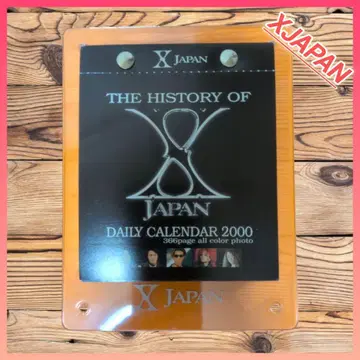 XJAPAN
X JAPAN
THE HISTORY OF
X
JAPAN
DAILY CALENDAR 2000
366page all color photo
X JAPAN